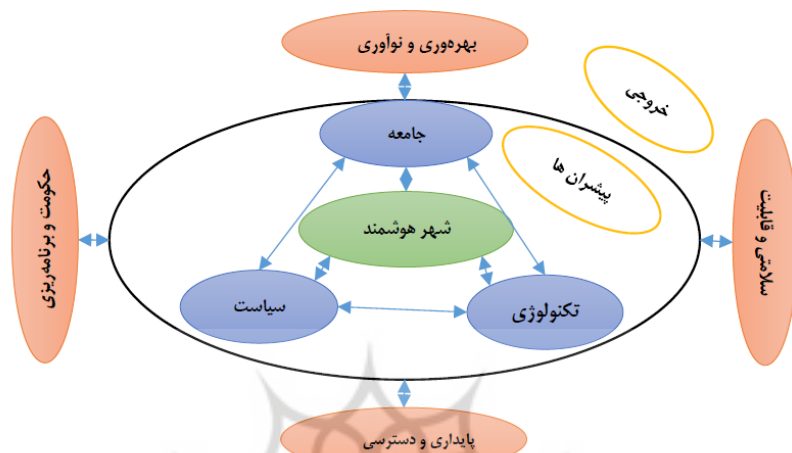 بهره‌وری و نوآوری
خروجی
جامعه
پیشران ها
حکومت و برنامه‌ریزی
شهر هوشمند
سلامتی و قابلیت
سیاست
تکنولوژی
پایداری و دسترسی